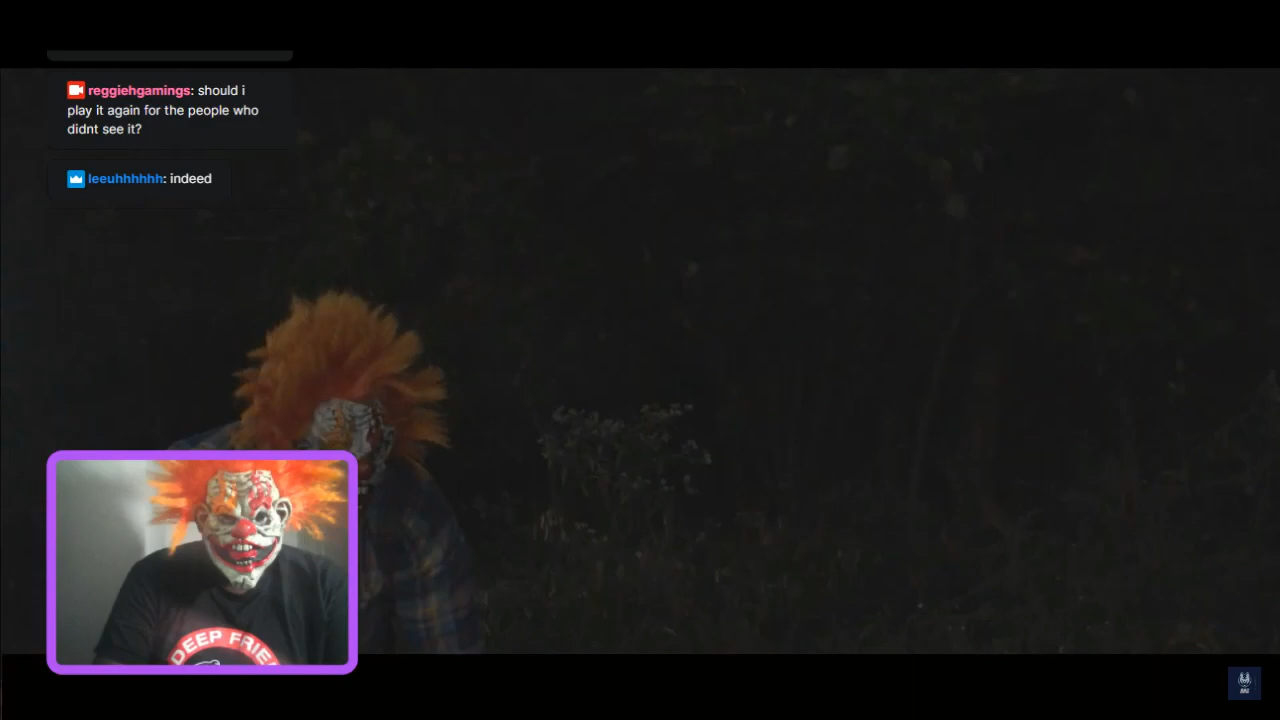 reggiehgamings: should i
play it again for the people who
didnt see it?
leeuhhhhhh: indeed
DEEP FRIE